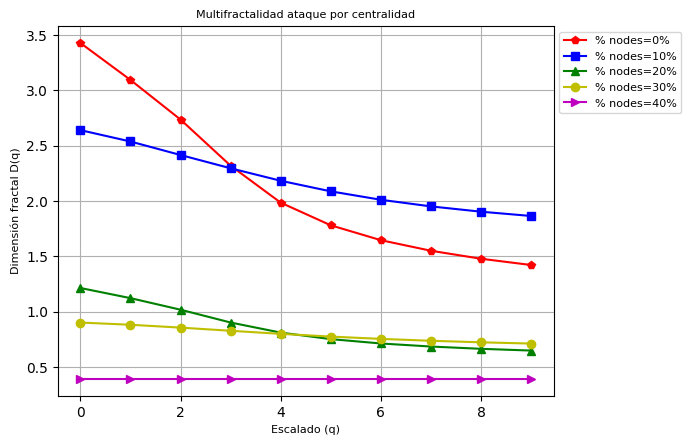 Multifractalidad ataque por centralidad
Dimensión fractal D(q)
3.5
3.0
2.5
2.0
1.5
1.0
0.5
0
2
4
6
8
Escalado (q)
% nodes=0%
% nodes=10%
% nodes=20%
% nodes=30%
% nodes=40%